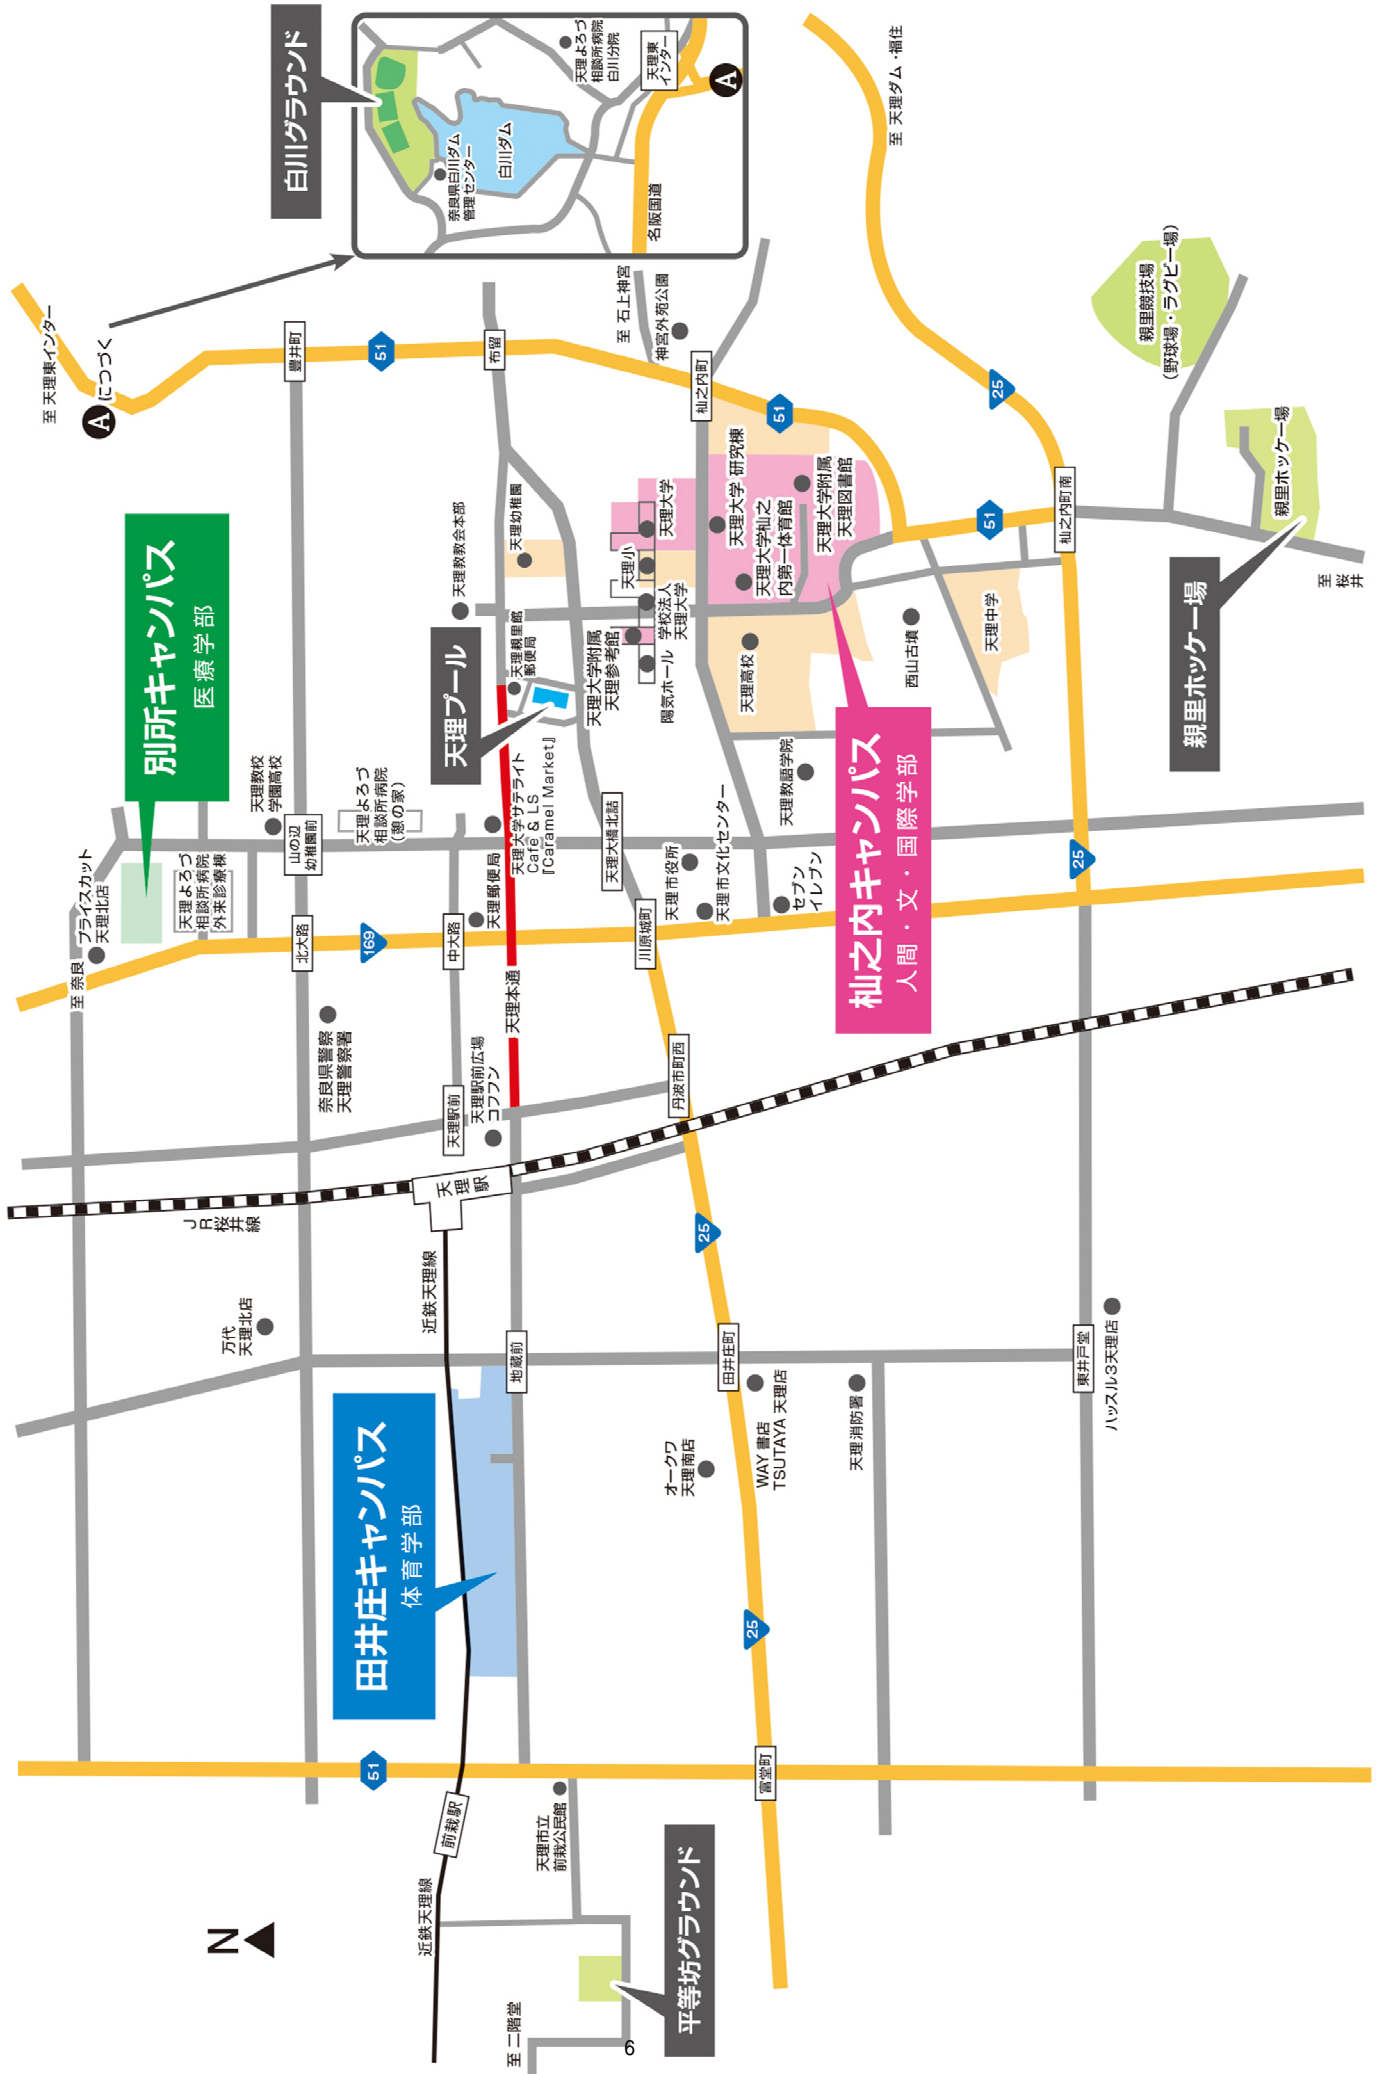 N
6
至 二階堂
平等坊グラウンド
近鉄天理線
前栽駅
天理市立
前栽公民館
51
富堂町
25
田井庄キャンパス
体育学部
オークワ
天理南店
WAY 書店
TSUTAYA 天理店
天理消防署
ハッスル3天理店
東井戸堂
田井庄町
地蔵前
万代
天理北店
近鉄天理線
25
JR桜井線
天理駅
天理駅前
天理駅前広場
コフフン
丹波市町西
奈良県警察
天理警察署
天理本通
至 奈良
プライスカット
天理北店
169
北大路
中大路
川原城町
天理郵便局
天理よろづ
相談所病院
外来診療棟
別所キャンパス
医療学部
天理教校
学園高校
山の辺
幼稚園前
天理よろづ
相談所病院
(憩の家)
天理大学サテライト
Cafe & LS
『Caramel Market』
天理大橋北詰
天理市役所
天理市文化センター
セブン
イレブン
25
天理教語学院
天理プール
天理親里館
郵便局
天理大学附属
天理参考館
陽気ホール
学校法人
天理大学
天理小
天理大学
天理教教会本部
天理幼稚園
天理高校
天理大学杣之
内第一体育館
天理大学 研究棟
天理大学附属
天理図書館
杣之内キャンパス
人間・文・国際学部
西山古墳
天理中学
51
杣之内町南
25
親里ホッケー場
親里ホッケー場
至 桜井
親里競技場
(野球場・ラグビー場)
至 天理ダム・福住
51
杣之内町
神宮外苑公園
至 石上神宮
布留
51
豊井町
至 天理東インター
A につづく
白川グラウンド
奈良県白川ダム
管理センター
白川ダム
天理よろづ
相談所病院
白川分院
天理東
インター
名阪国道
A